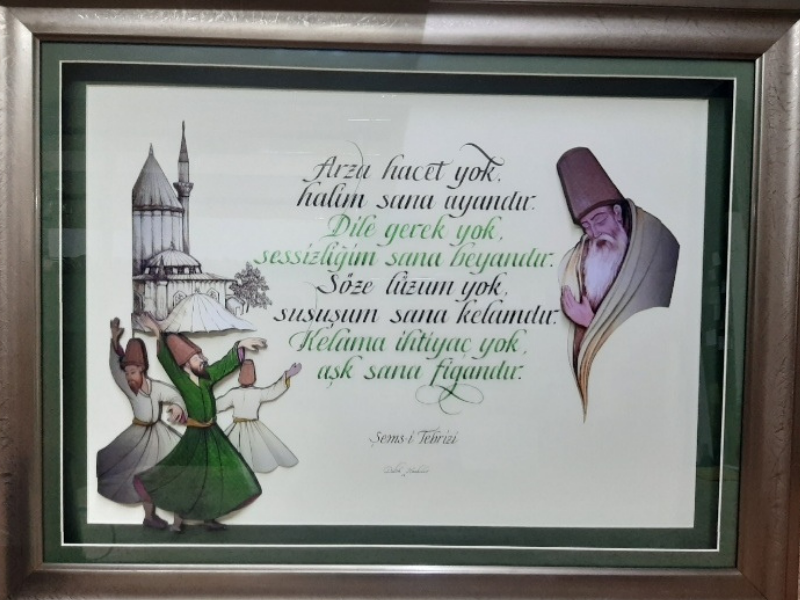 Arza hacet yok,
halim sana ayandır.
Dile gerek yok,
sessizliğim sana beyandır.
Söze lüzum yok,
susuşum sana kelamdır.
Kelama ihtiyaç yok,
aşk sana figandır.
Şems-i Tebrizi